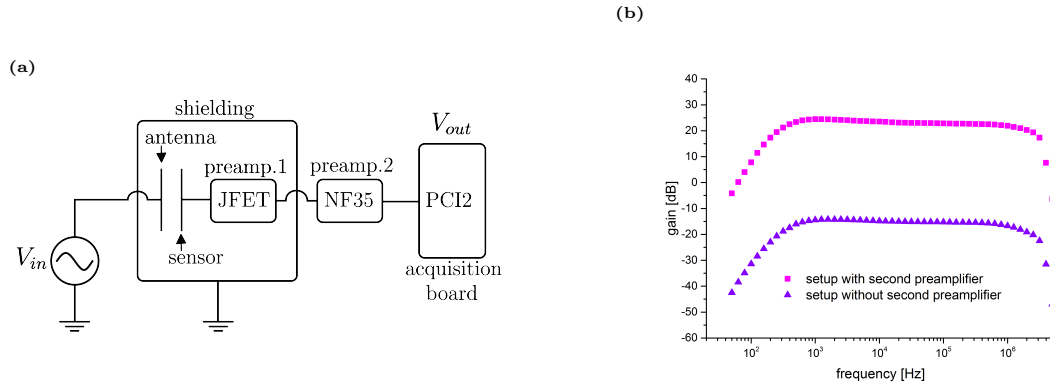 (a)
shielding
antenna
preamp.1
preamp.2
JFET
NF35
PCI2
V_out
V_in
sensor
acquisition
board
(b)
gain [dB]
40
30
20
10
0
-10
-20
-30
-40
-50
-60
setup with second preamplifier
setup without second preamplifier
10^2
10^3
10^4
10^5
10^6
frequency [Hz]